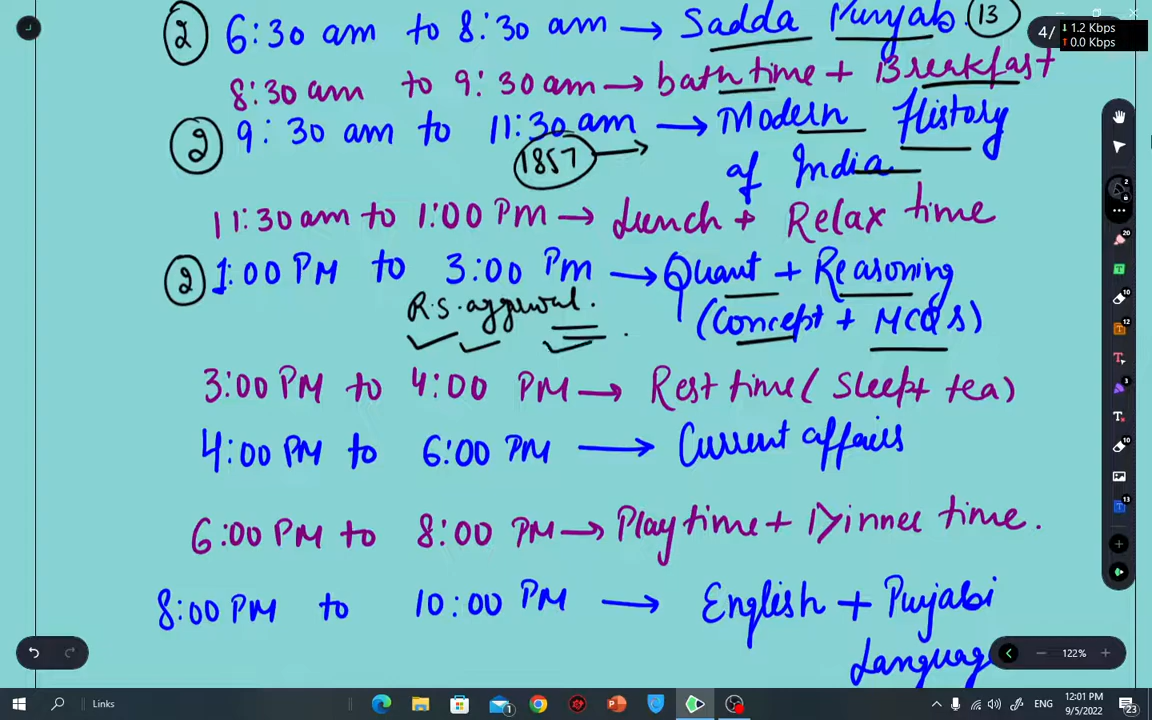 ② 6:30 am to 8:30 am → Sadda Punjab. 13
4/
↓ 1.2 Kbps
↑ 0.0 Kbps
8:30 am to 9:30 am → bath time + Breakfast
② 9:30 am to 11:30 am → Modern History
1857 → of India
11:30 am to 1:00 PM → Lunch + Relax time
② 1:00 PM to 3:00 Pm → Quant + Reasoning
R.S. aggerwal. (Concept + MCQS)
3:00 PM to 4:00 PM → Rest time (Sleep + tea)
4:00 PM to 6:00 PM → Current affairs
6:00 PM to 8:00 PM → Play time + Dinner time.
8:00 PM to 10:00 PM → English + Punjabi
Language
122%
Links
ENG
12:01 PM
9/5/2022
23